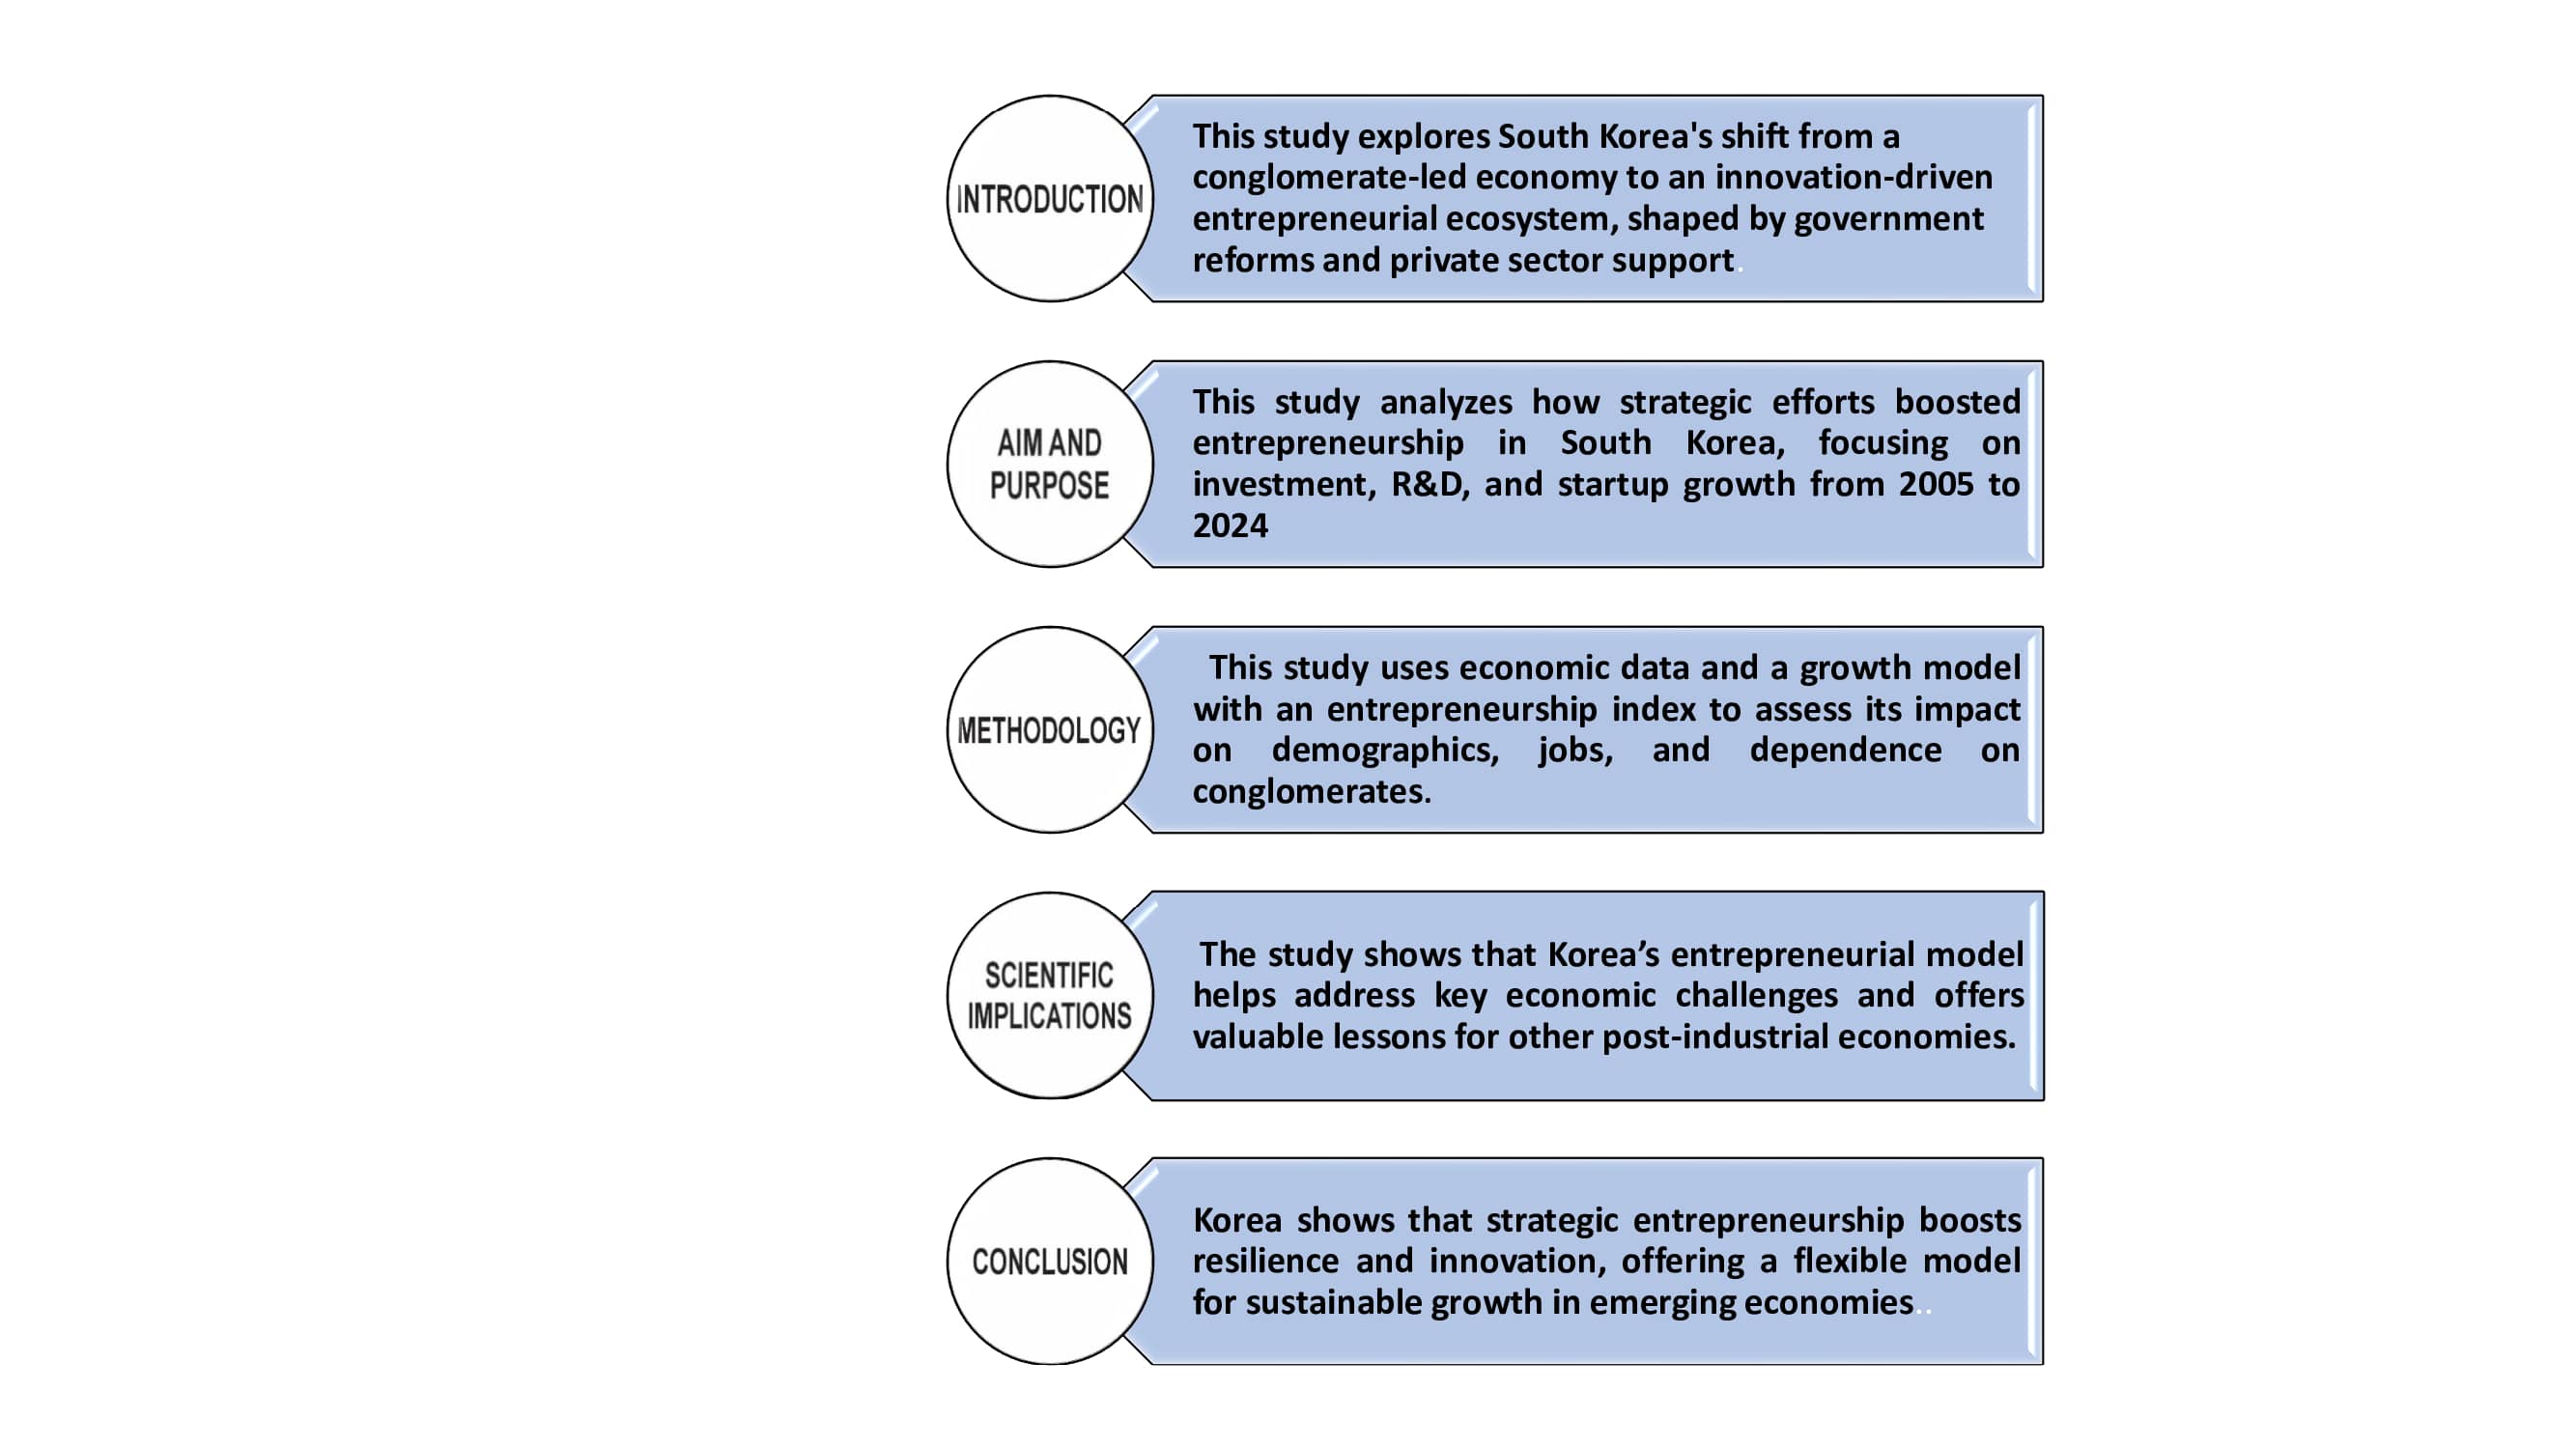 INTRODUCTION
This study explores South Korea's shift from a
conglomerate-led economy to an innovation-driven
entrepreneurial ecosystem, shaped by government
reforms and private sector support.
AIM AND
PURPOSE
This study analyzes how strategic efforts boosted
entrepreneurship in South Korea, focusing on
investment, R&D, and startup growth from 2005 to
2024
METHODOLOGY
This study uses economic data and a growth model
with an entrepreneurship index to assess its impact
on demographics, jobs, and dependence on
conglomerates.
SCIENTIFIC
IMPLICATIONS
The study shows that Korea’s entrepreneurial model
helps address key economic challenges and offers
valuable lessons for other post-industrial economies.
CONCLUSION
Korea shows that strategic entrepreneurship boosts
resilience and innovation, offering a flexible model
for sustainable growth in emerging economies..